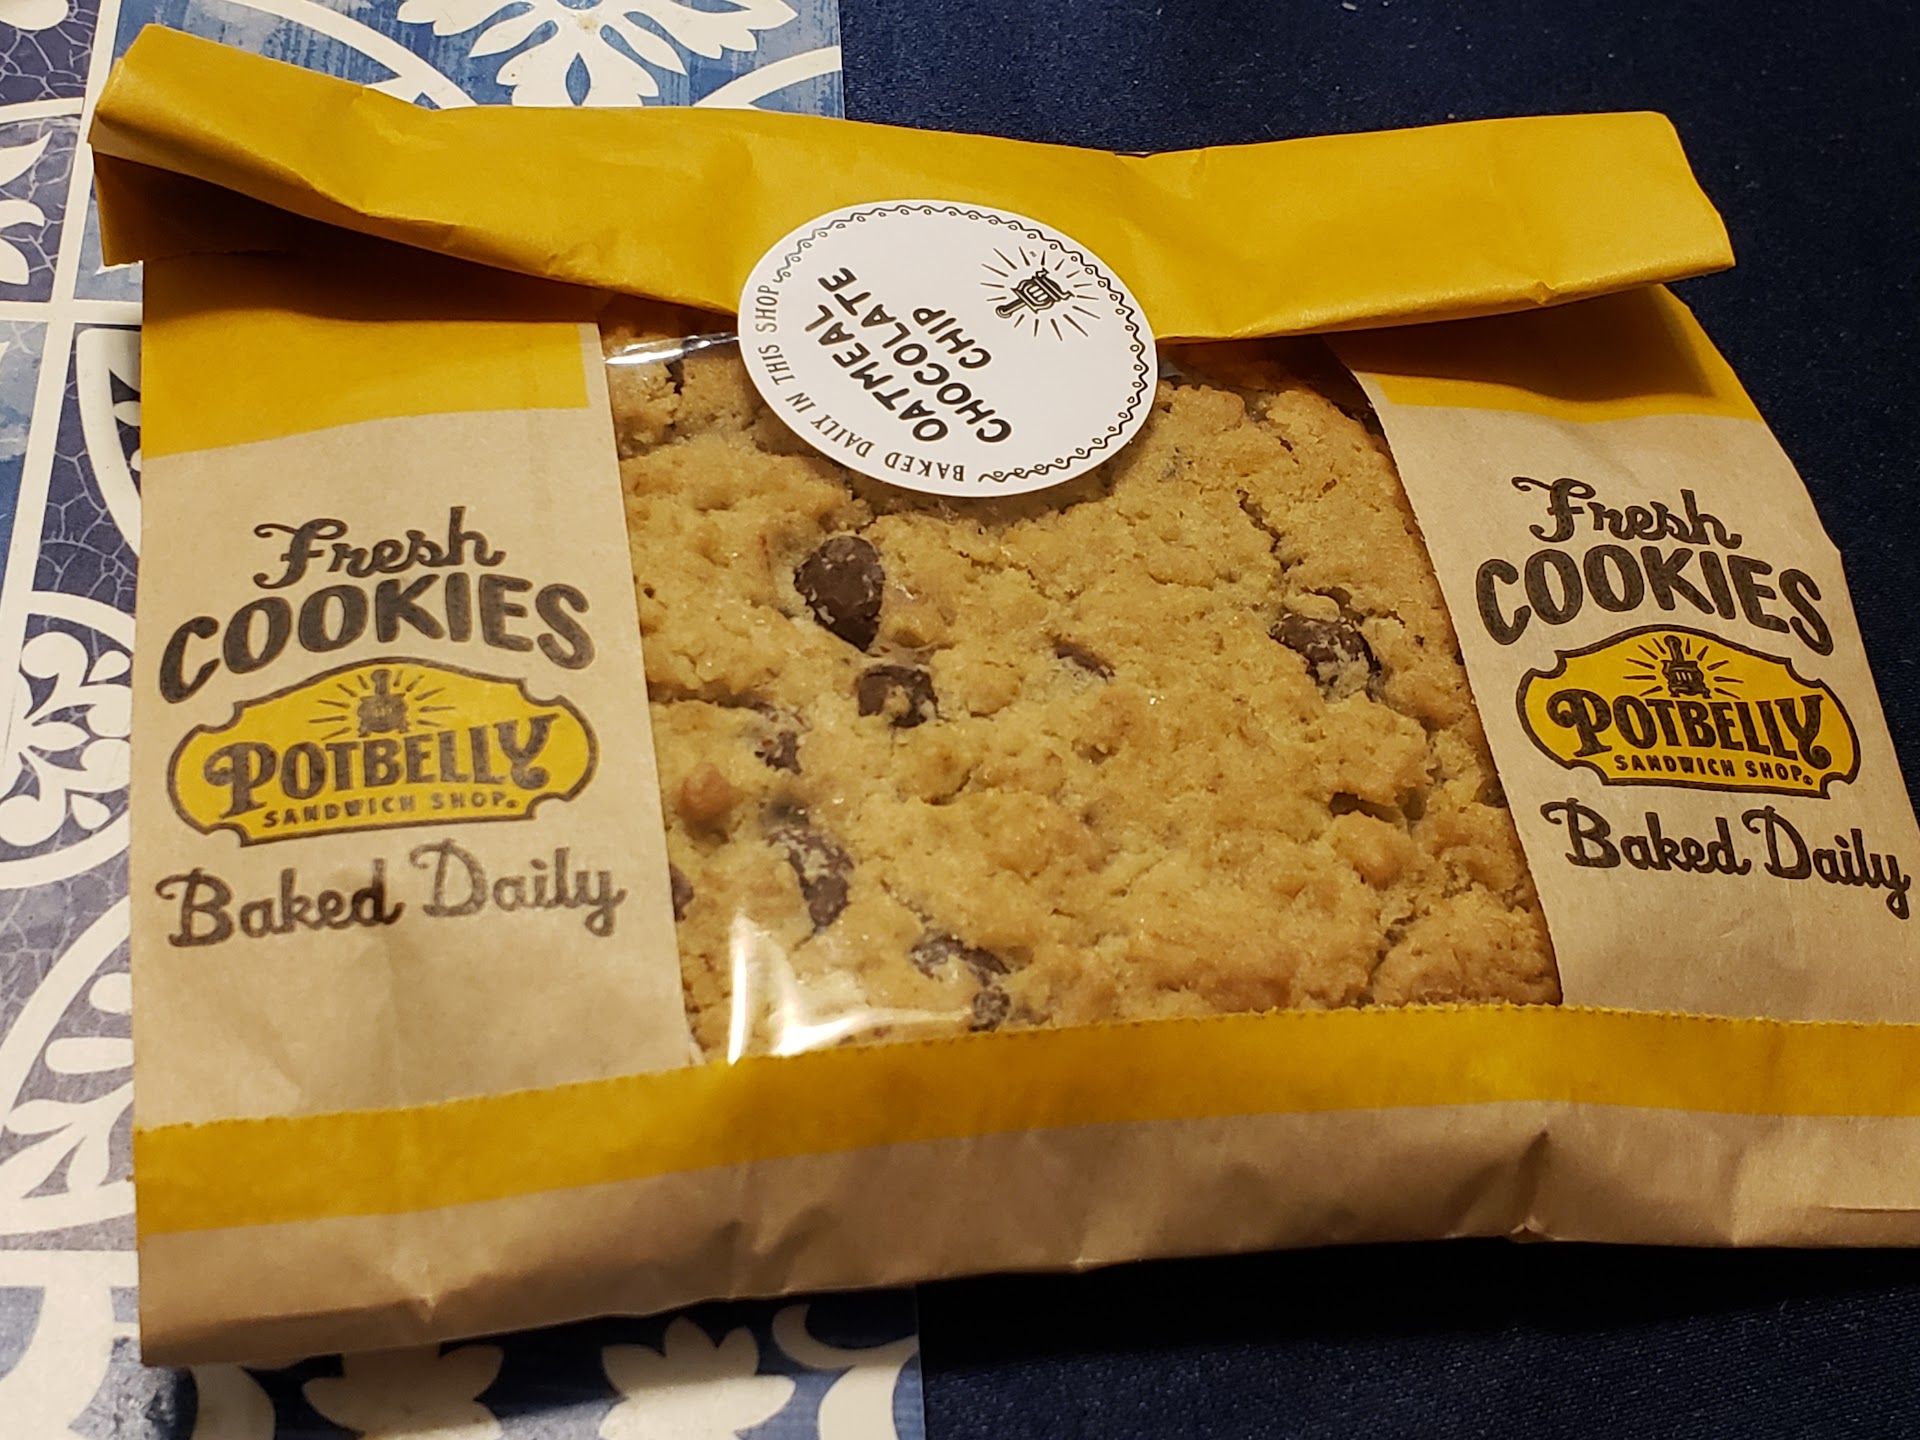 BAKED DAILY IN THIS SHOP
OATMEAL
CHOCOLATE
CHIP
Fresh
COOKIES
POTBELLY
SANDWICH SHOP®
Baked Daily
Fresh
COOKIES
POTBELLY
SANDWICH SHOP®
Baked Daily